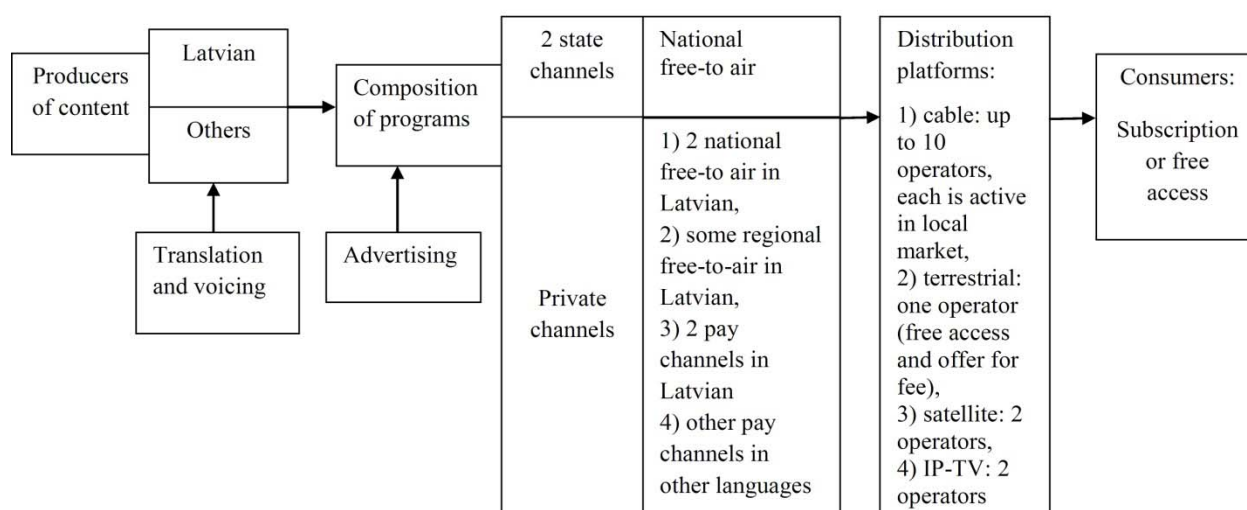 Producers
of content
Latvian
Others
Translation
and voicing
Composition
of programs
Advertising
2 state
channels
National
free-to air
Private
channels
1) 2 national
free-to air in
Latvian,
2) some regional
free-to-air in
Latvian,
3) 2 pay
channels in
Latvian
4) other pay
channels in
other languages
Distribution
platforms:
1) cable: up
to 10
operators,
each is active
in local
market,
2) terrestrial:
one operator
(free access
and offer for
fee),
3) satellite: 2
operators,
4) IP-TV: 2
operators
Consumers:
Subscription
or free
access